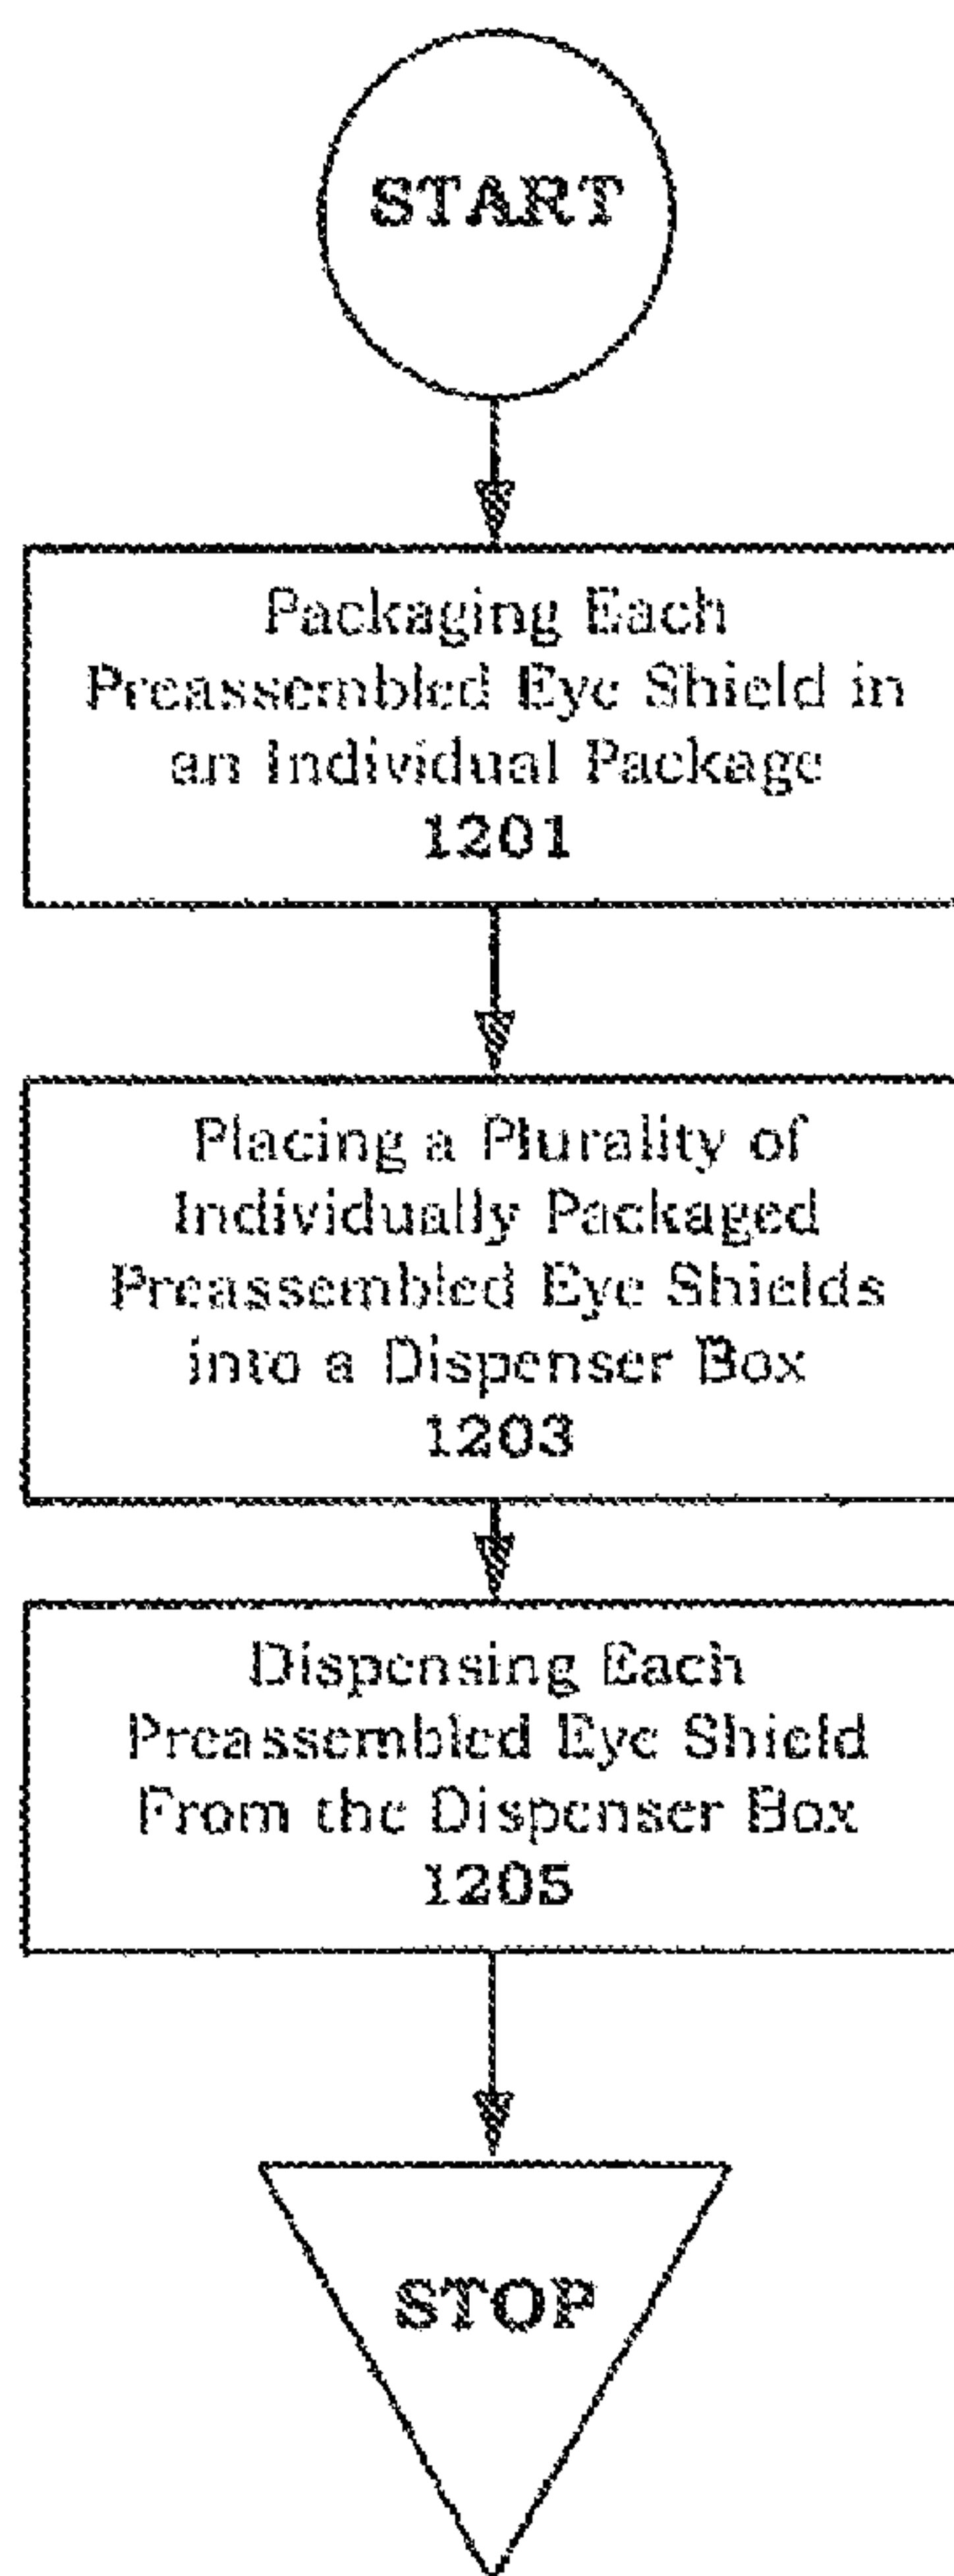 START
Packaging Each
Preassembled Eye Shield in
an Individual Package
1201
Placing a Plurality of
Individually Packaged
Preassembled Eye Shields
into a Dispenser Box
1203
Dispensing Each
Preassembled Eye Shield
From the Dispenser Box
1205
STOP